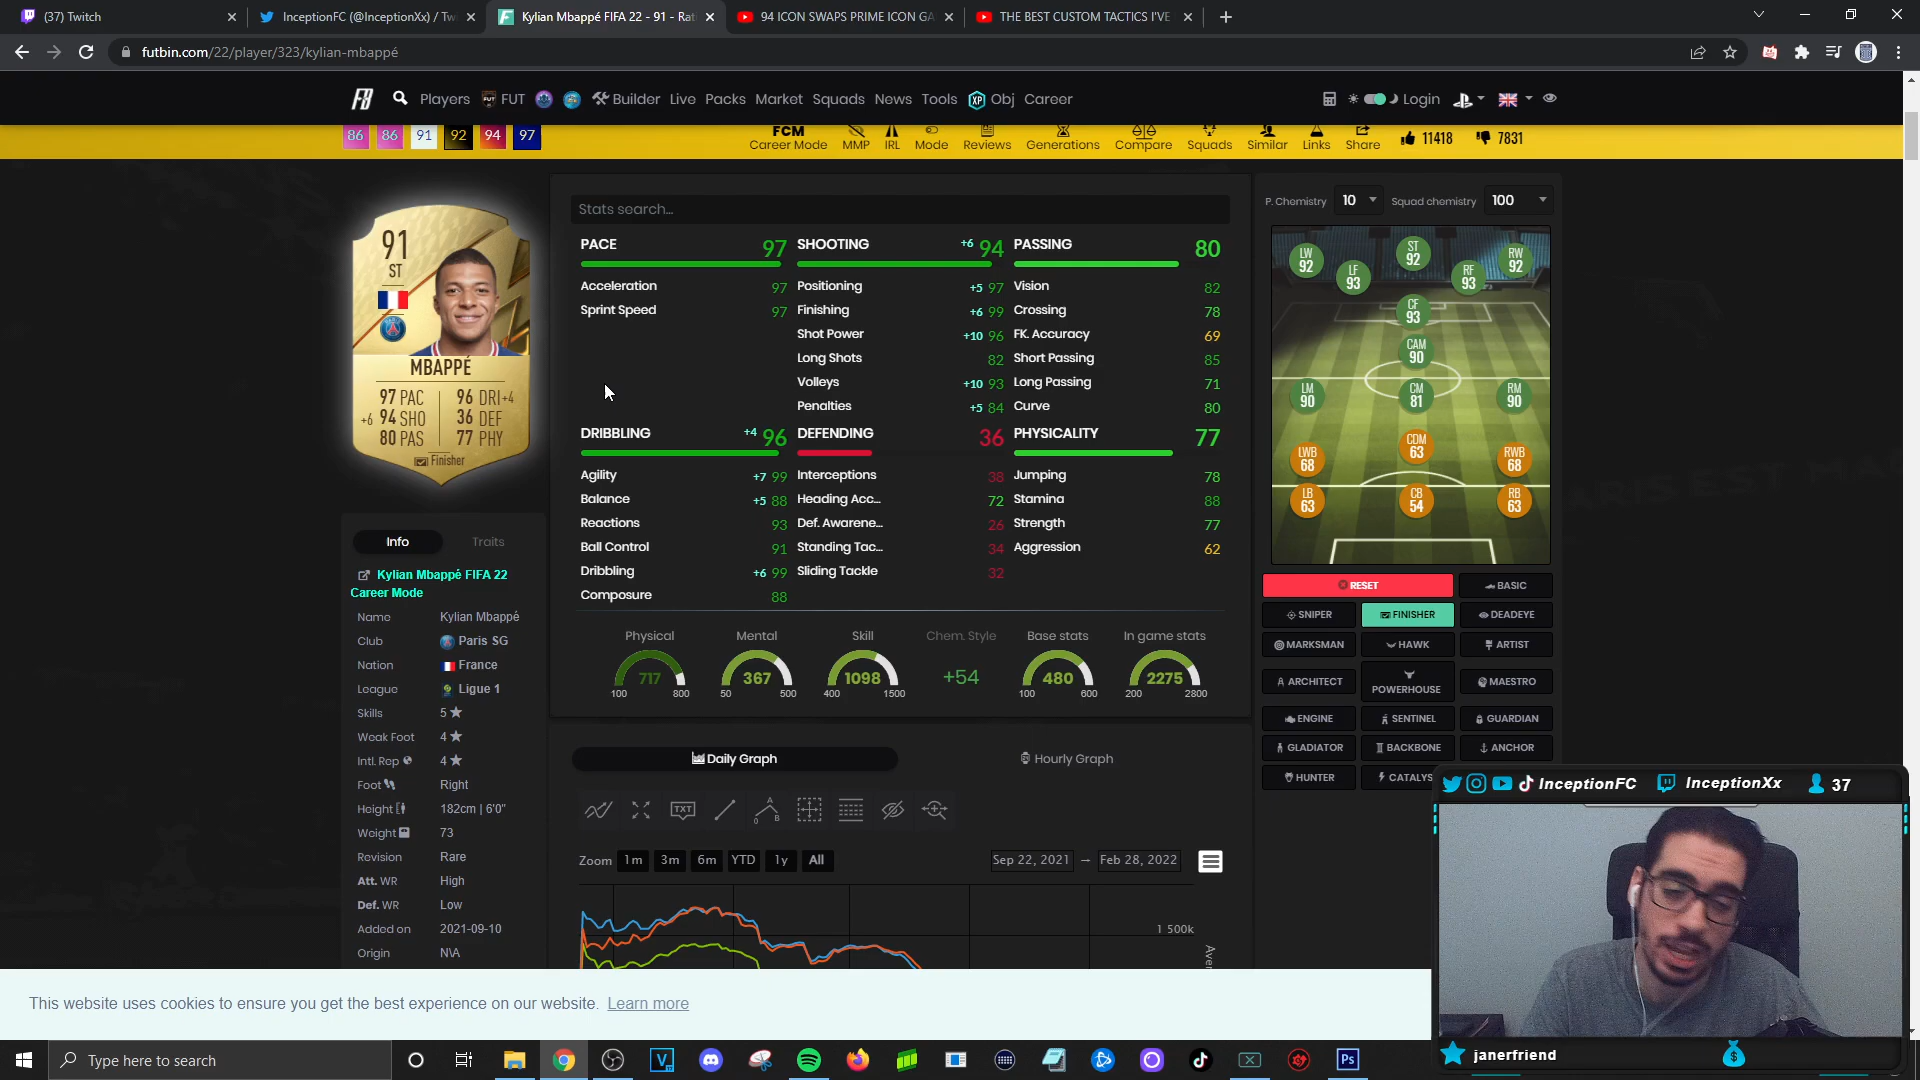 (37) Twitch
InceptionFC (@InceptionXx) / Tw
Kylian Mbappé FIFA 22 - 91 - Rati
94 ICON SWAPS PRIME ICON GA
THE BEST CUSTOM TACTICS I'VE
futbin.com/22/player/323/kylian-mbappé
Players FUT Builder Live Packs Market Squads News Tools XP Obj Career Login
86 86 91 92 94 97
FCM
Career Mode MMP IRL Mode Reviews Generations Compare Squads Similar Links Share 11418 7831
Stats search...
P. Chemistry 10 Squad chemistry 100
91
ST
MBAPPÉ
97 PAC 96 DRI+4
+6 94 SHO 36 DEF
80 PAS 77 PHY
Finisher
PACE 97
Acceleration 97
Sprint Speed 97
SHOOTING +6 94
Positioning +5 97
Finishing +6 99
Shot Power +10 96
Long Shots 82
Volleys +10 93
Penalties +5 84
PASSING 80
Vision 82
Crossing 78
FK. Accuracy 69
Short Passing 85
Long Passing 71
Curve 80
DRIBBLING +4 96
Agility +7 99
Balance +5 88
Reactions 93
Ball Control 91
Dribbling +6 99
Composure 88
DEFENDING 36
Interceptions 38
Heading Acc... 72
Def. Awarene... 26
Standing Tac... 34
Sliding Tackle 32
PHYSICALITY 77
Jumping 78
Stamina 88
Strength 77
Aggression 62
Physical Mental Skill Chem. Style Base stats In game stats
717 367 1098 +54 480 2275
100 800 50 500 400 1500 100 600 200 2800
LW 92
ST 92
RW 92
LF 93
RF 93
CF 93
CAM 90
LM 90
CM 81
RM 90
LWB 68
CDM 63
RWB 68
LB 63
CB 54
RB 63
RESET BASIC
SNIPER FINISHER DEADEYE
MARKSMAN HAWK ARTIST
ARCHITECT POWERHOUSE MAESTRO
ENGINE SENTINEL GUARDIAN
GLADIATOR BACKBONE ANCHOR
HUNTER CATALYS
Info Traits
Kylian Mbappé FIFA 22
Career Mode
Name Kylian Mbappé
Club Paris SG
Nation France
League Ligue 1
Skills 5
Weak Foot 4
Intl. Rep 4
Foot Right
Height 182cm | 6'0"
Weight 73
Revision Rare
Att. WR High
Def. WR Low
Added on 2021-09-10
Origin N\A
Daily Graph Hourly Graph
TXT
Zoom 1m 3m 6m YTD 1y All Sep 22, 2021 → Feb 28, 2022
1 500k
InceptionFC InceptionXx 37
janerfriend
This website uses cookies to ensure you get the best experience on our website. Learn more
Type here to search